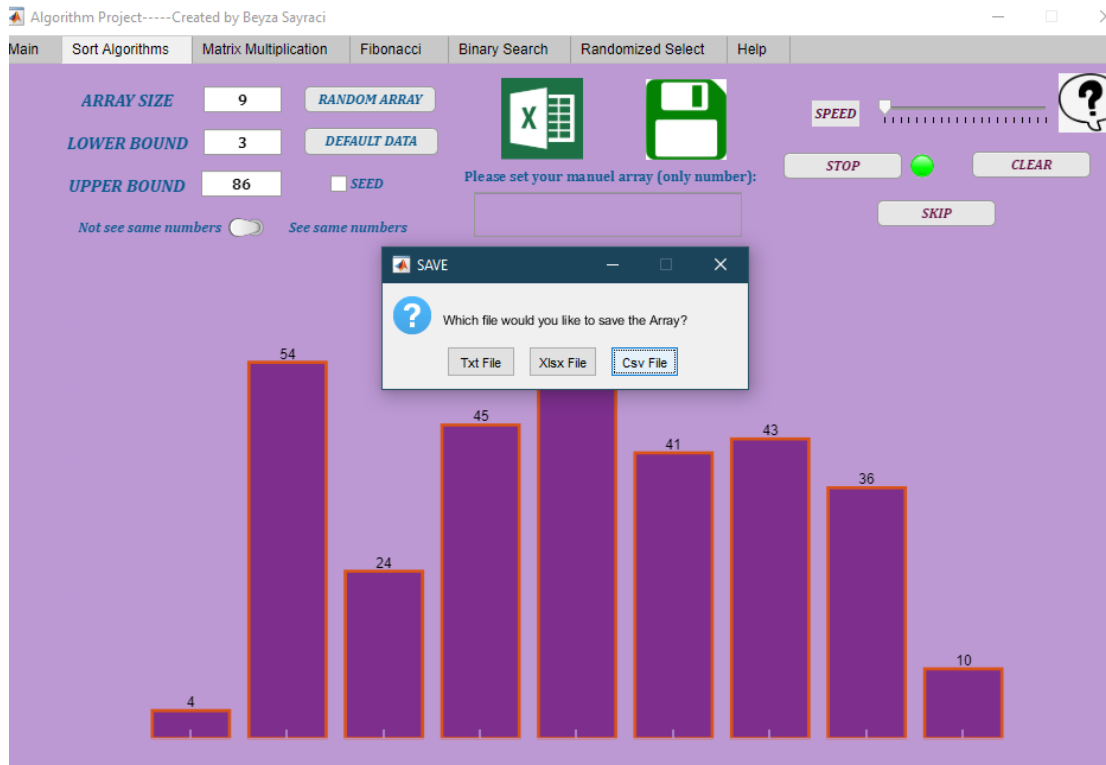 Algorithm Project-----Created by Beyza Sayraci
Main Sort Algorithms Matrix Multiplication Fibonacci Binary Search Randomized Select Help
ARRAY SIZE 9 RANDOM ARRAY
LOWER BOUND 3 DEFAULT DATA
UPPER BOUND 86 SEED
Not see same numbers See same numbers
X
Please set your manuel array (only number):
SPEED
?
STOP CLEAR
SKIP
SAVE
?
Which file would you like to save the Array?
Txt File Xlsx File Csv File
54
45
41
43
36
24
10
4